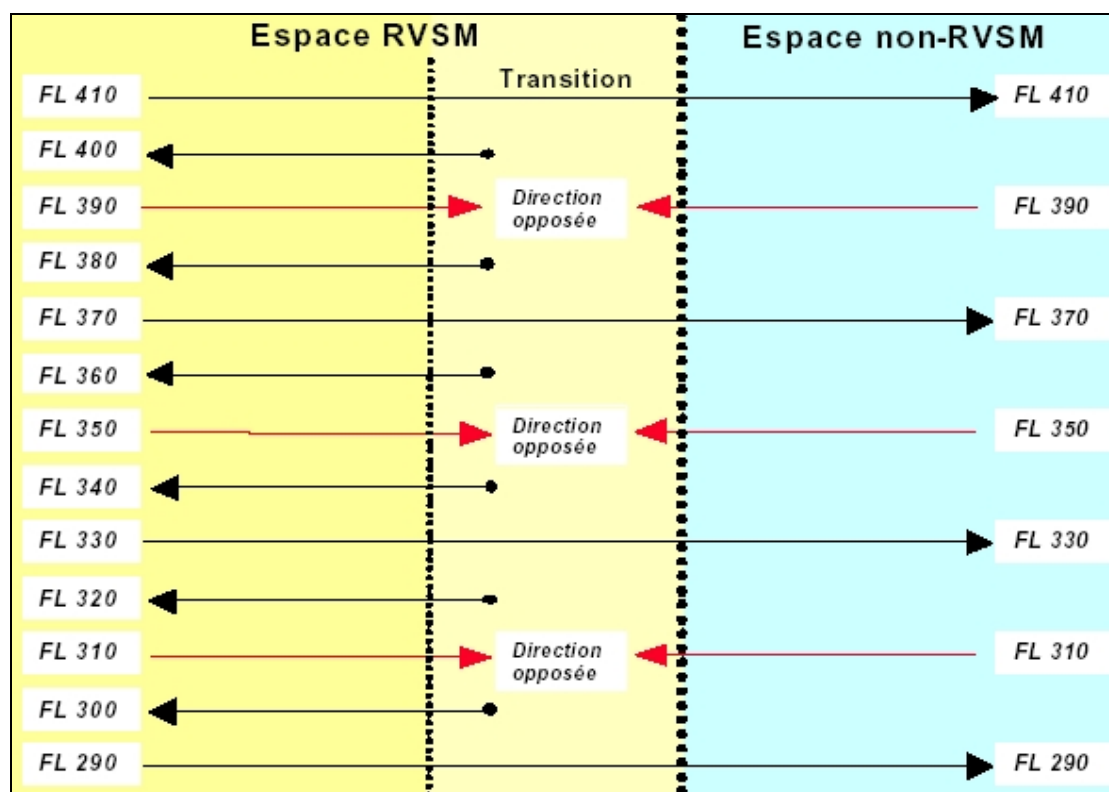 Espace RVSM
Espace non-RVSM
Transition
FL 410
FL 410
FL 400
FL 390
Direction
opposée
FL 390
FL 380
FL 370
FL 370
FL 360
FL 350
Direction
opposée
FL 350
FL 340
FL 330
FL 330
FL 320
FL 310
Direction
opposée
FL 310
FL 300
FL 290
FL 290